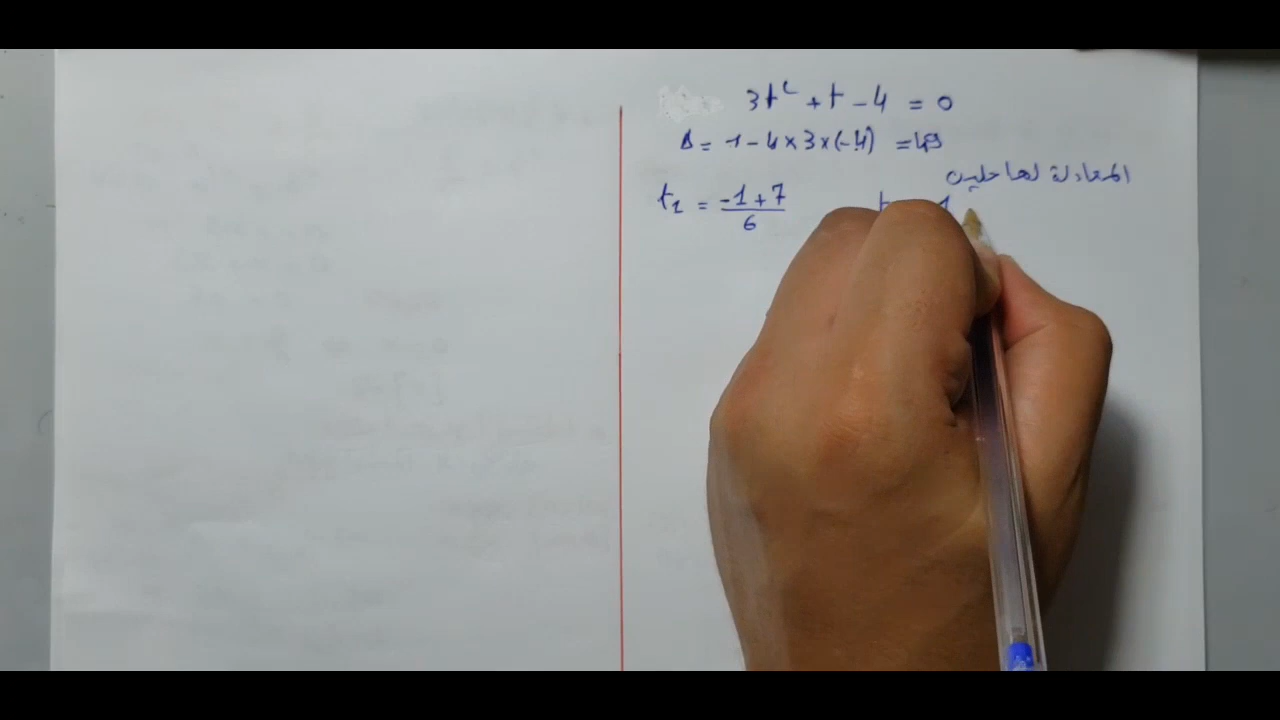 3t² + t - 4 = 0
Δ = 1 - 4 × 3 × (-4) = 49
المعادلة لها حلين
t₁ = (-1 + 7)/6